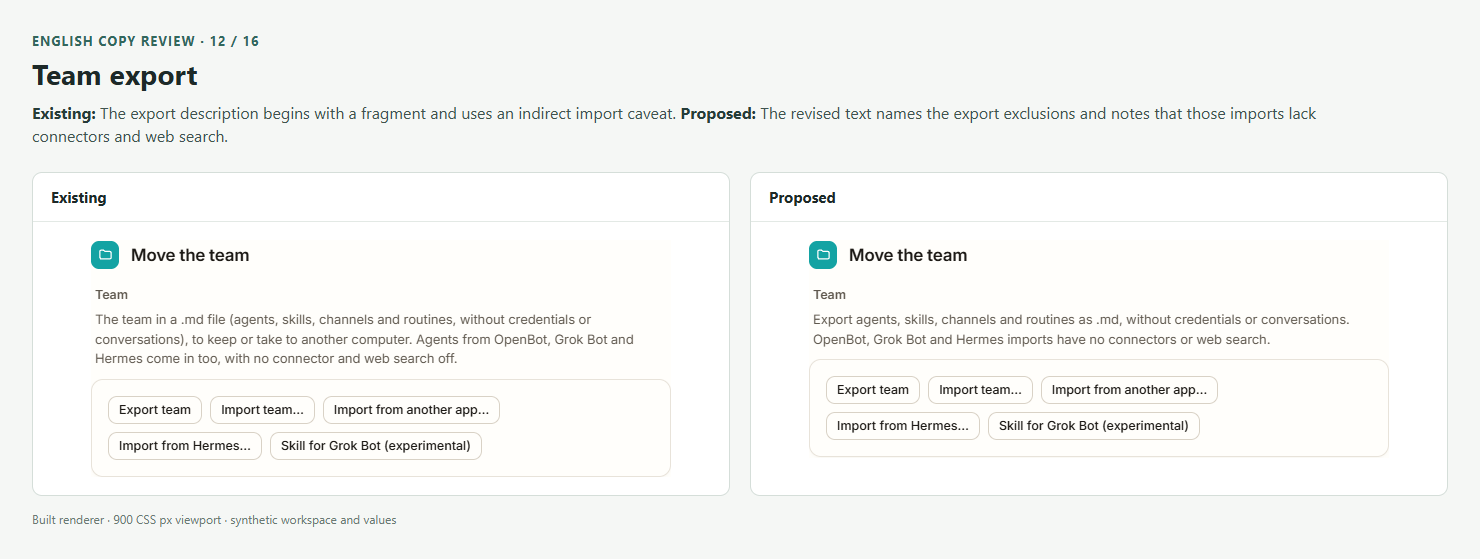 ENGLISH COPY REVIEW · 12 / 16
Team export
Existing: The export description begins with a fragment and uses an indirect import caveat. Proposed: The revised text names the export exclusions and notes that those imports lack
connectors and web search.
Existing
Move the team
Team
The team in a .md file (agents, skills, channels and routines, without credentials or
conversations), to keep or take to another computer. Agents from OpenBot, Grok Bot and
Hermes come in too, with no connector and web search off.
Export team
Import team...
Import from another app...
Import from Hermes...
Skill for Grok Bot (experimental)
Proposed
Move the team
Team
Export agents, skills, channels and routines as .md, without credentials or conversations.
OpenBot, Grok Bot and Hermes imports have no connectors or web search.
Export team
Import team...
Import from another app...
Import from Hermes...
Skill for Grok Bot (experimental)
Built renderer · 900 CSS px viewport · synthetic workspace and values